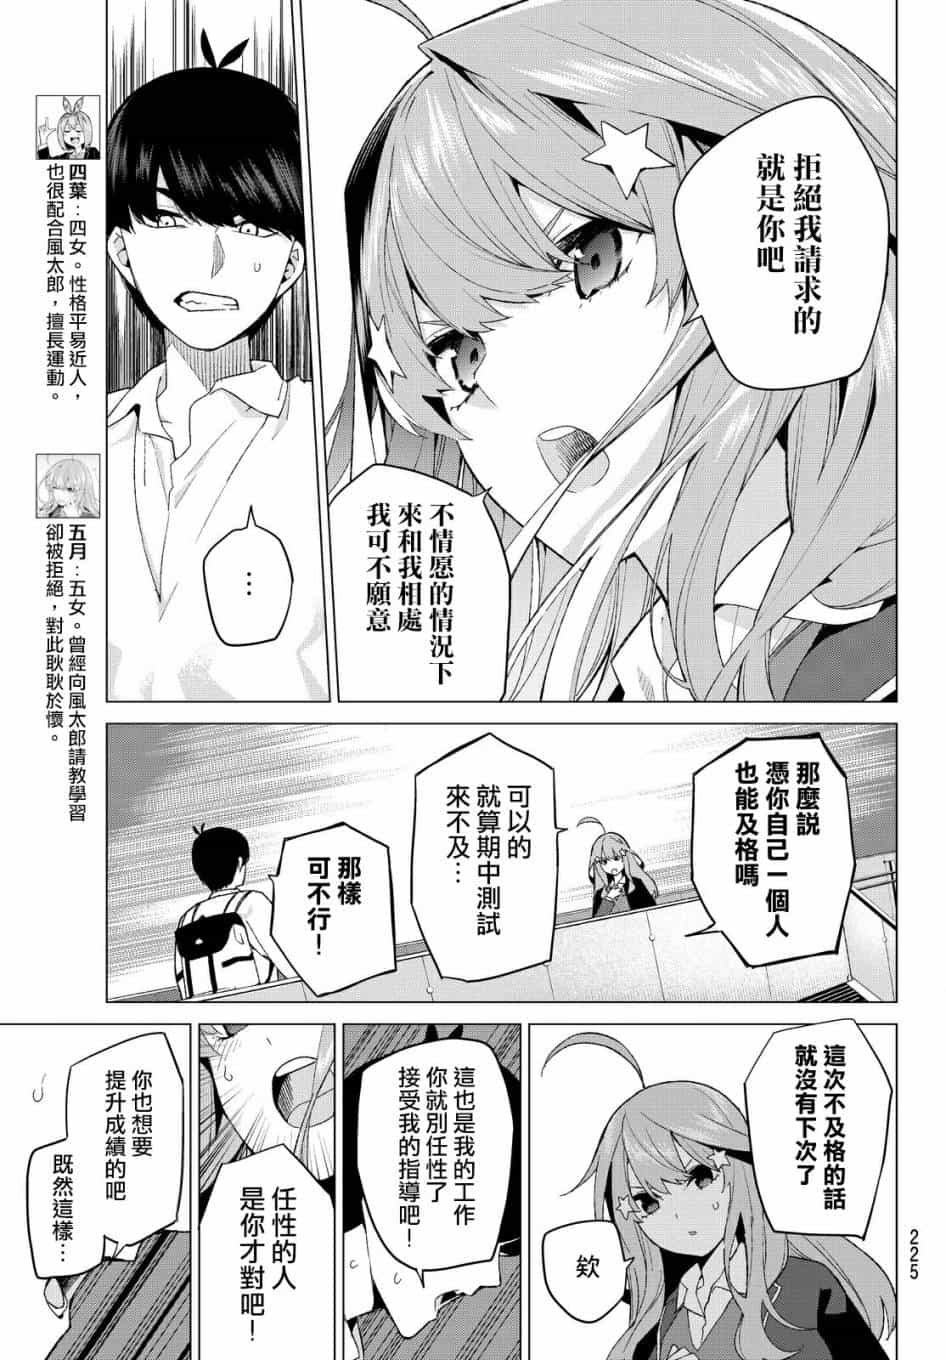 拒絕我請求的
就是你吧
不情愿的情況下
來和我相處
我可不願意
…
四葉：四女。性格平易近人，
也很配合風太郎，擅長運動。
五月：五女。曾經向風太郎請教學習
卻被拒絕，對此耿耿於懷。
那麼說
憑你自己一個人
也能及格嗎
可以的
就算期中測試
來不及…
那樣
可不行！
這次不及格的話
就沒有下次了
欸
這也是我的工作
你就別任性了
接受我的指導吧！
任性的人
是你才對吧！
你也想要
提升成績的吧
既然這樣…
225